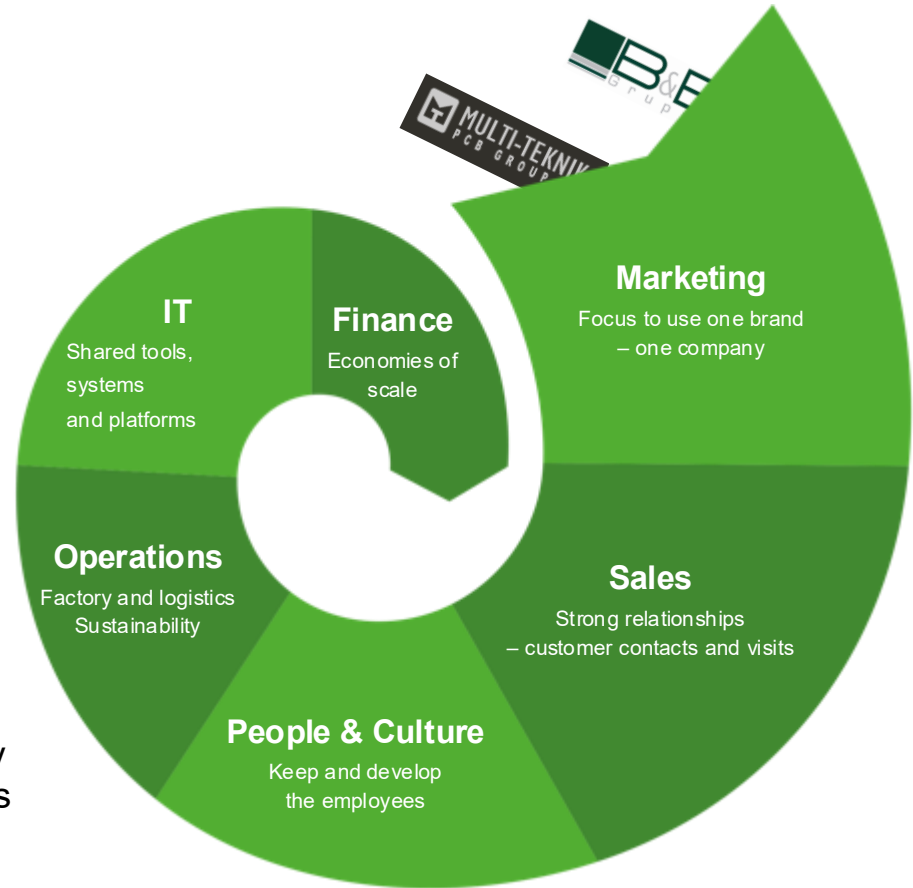 B&E
Grup
MULTI-TEKNIK
PCB GROUP
Marketing
Focus to use one brand
– one company
Finance
Economies of
scale
IT
Shared tools,
systems
and platforms
Operations
Factory and logistics
Sustainability
Sales
Strong relationships
– customer contacts and visits
People & Culture
Keep and develop
the employees